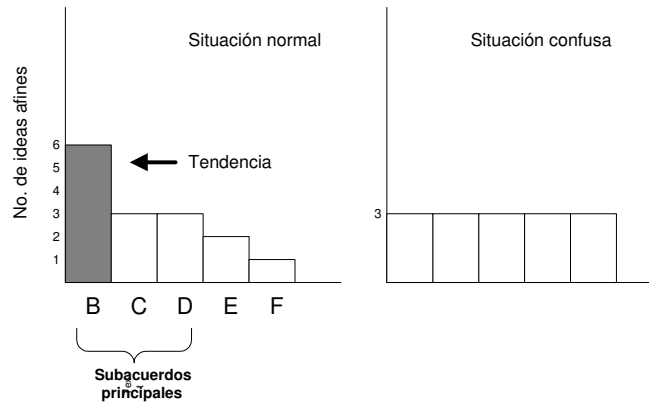 Situación normal
Situación confusa
No. de ideas afines
Tendencia
6
5
4
3
2
1
3
B C D E F
Subacuerdos
principales